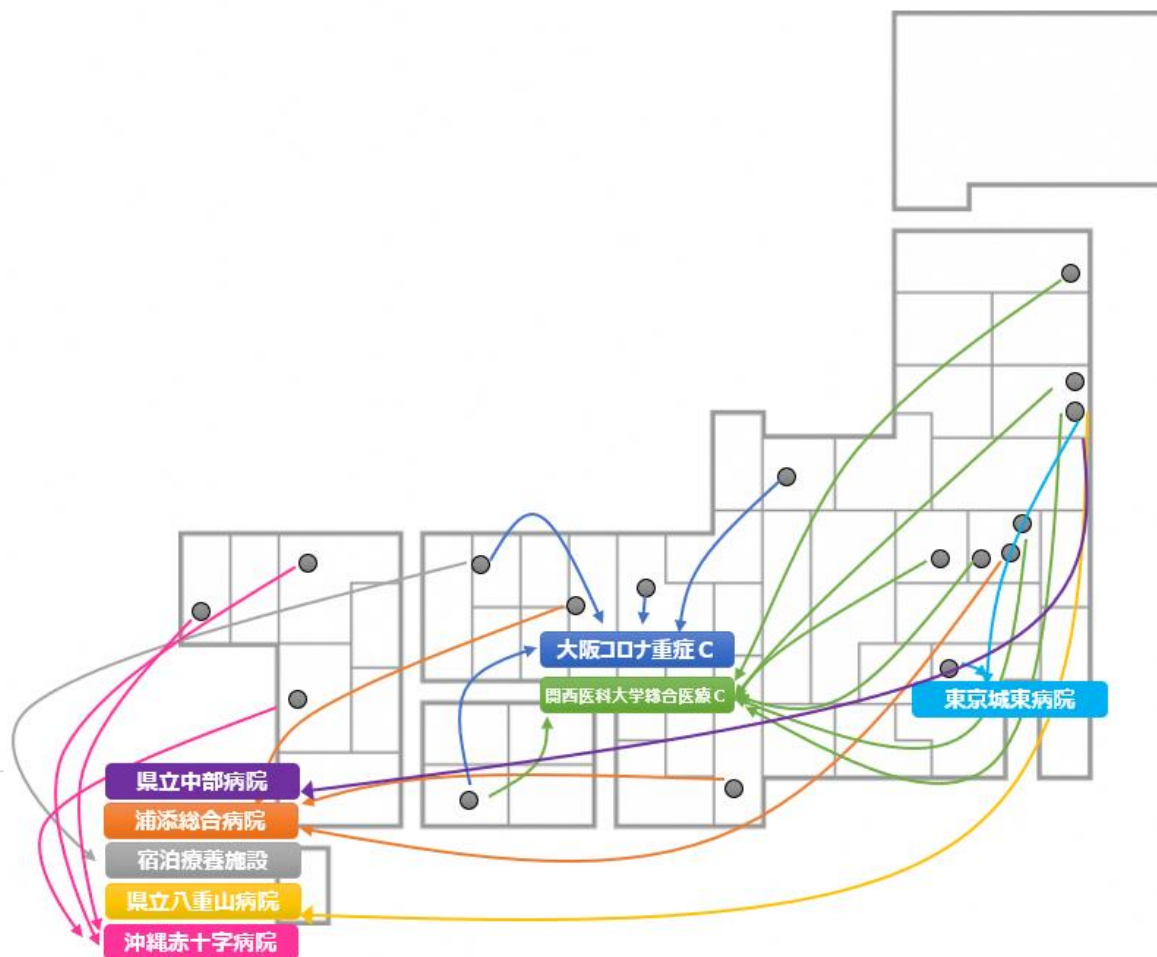 大阪コロナ重症C
関西医科大学総合医療C
東京城東病院
県立中部病院
浦添総合病院
宿泊療養施設
県立八重山病院
沖縄赤十字病院